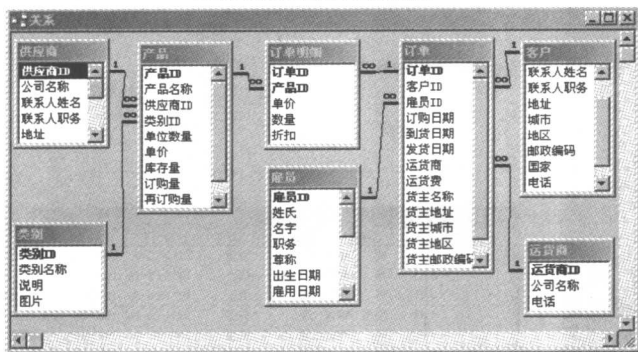 关系
供应商
供应商ID
公司名称
联系人姓名
联系人职务
地址
产品
产品ID
产品名称
供应商ID
类别ID
单位数量
单价
库存量
订购量
再订购量
订单明细
订单ID
产品ID
单价
数量
折扣
订单
订单ID
客户ID
雇员ID
订购日期
到货日期
发货日期
运货商
运货费
货主名称
货主地址
货主城市
货主地区
货主邮政编码
客户
联系人姓名
联系人职务
地址
城市
地区
邮政编码
国家
电话
类别
类别ID
类别名称
说明
图片
雇员
雇员ID
姓氏
名字
职务
尊称
出生日期
雇用日期
运货商
运货商ID
公司名称
电话
1
∞
1
∞
1
∞
∞
1
∞
1
∞
1
∞
1